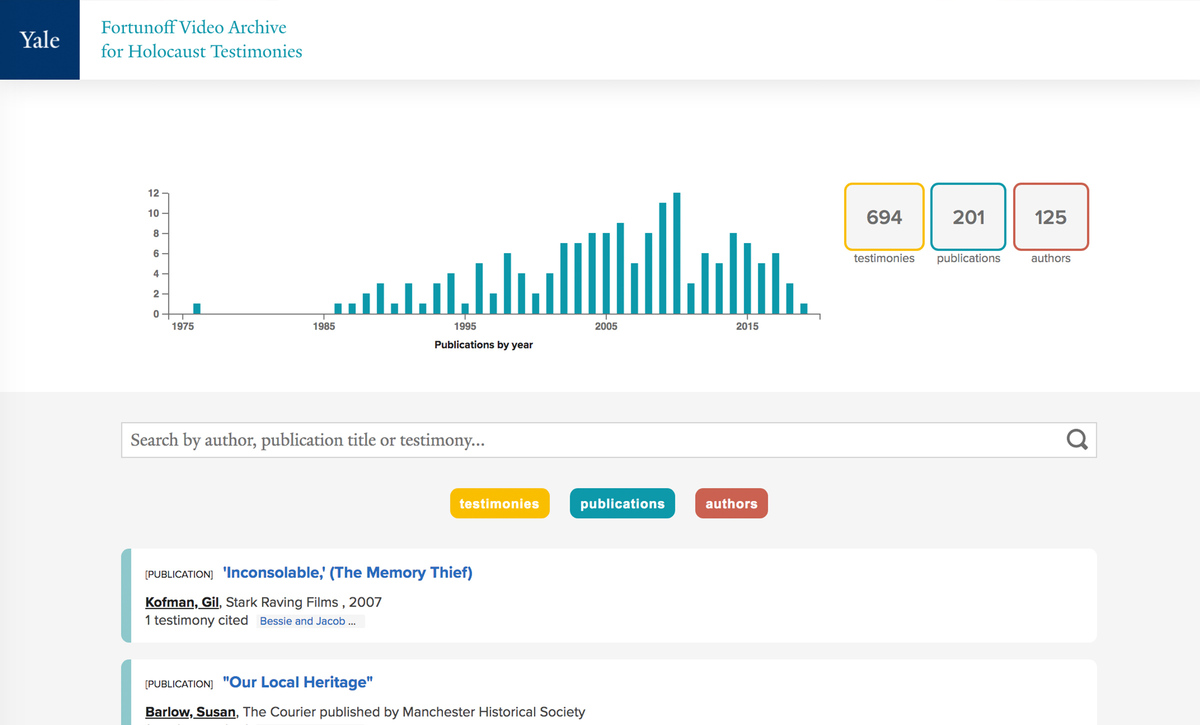 Yale
Fortunoff Video Archive
for Holocaust Testimonies
12
10
8
6
4
2
0
1975 1985 1995 2005 2015
Publications by year
694 201 125
testimonies publications authors
Search by author, publication title or testimony...
testimonies publications authors
[PUBLICATION] 'Inconsolable,' (The Memory Thief)
Kofman, Gil, Stark Raving Films , 2007
1 testimony cited Bessie and Jacob ...
[PUBLICATION] "Our Local Heritage"
Barlow, Susan, The Courier published by Manchester Historical Society